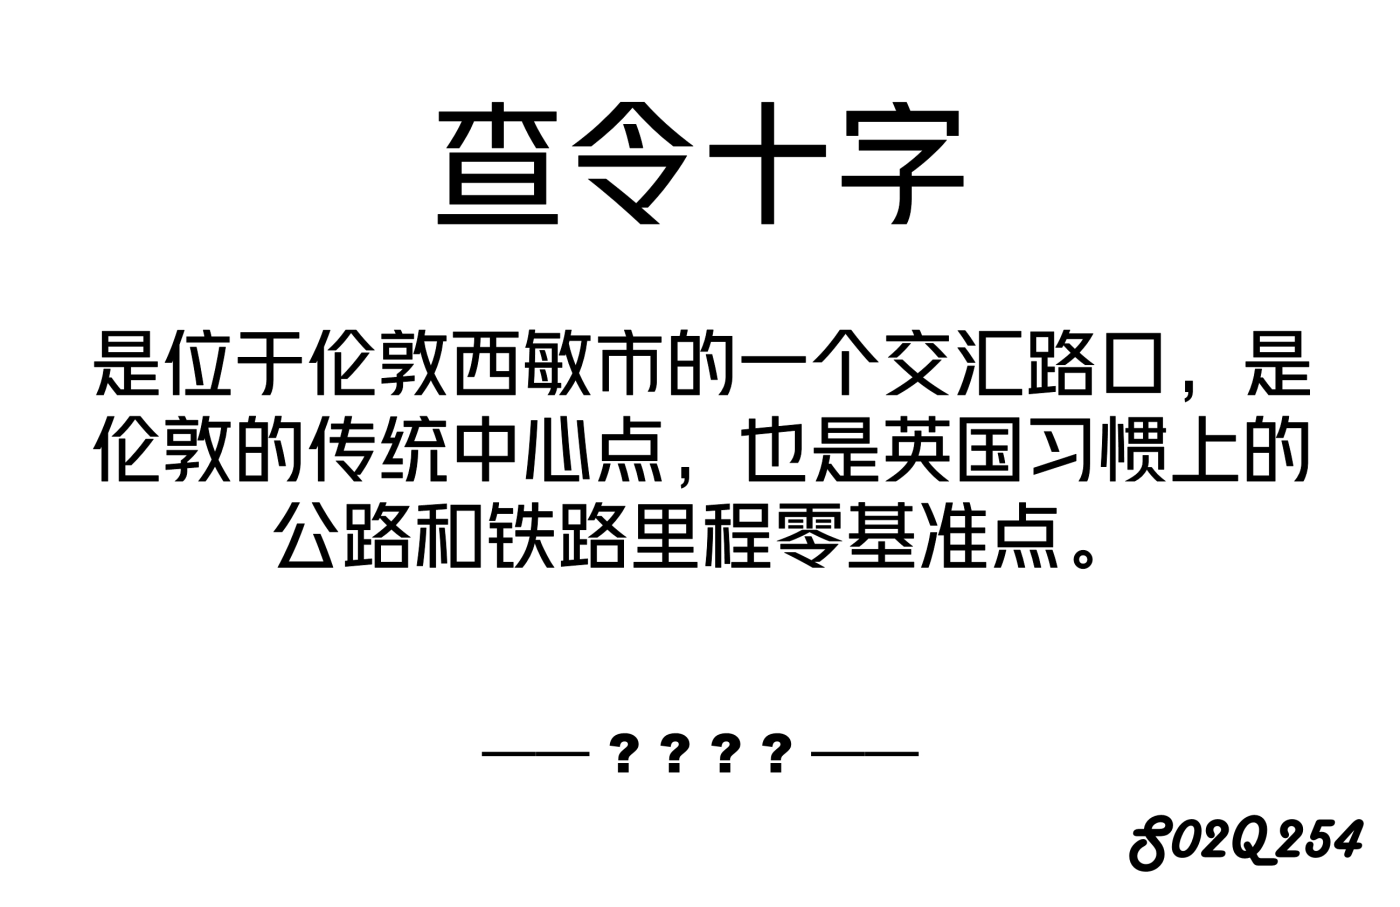 查令十字
是位于伦敦西敏市的一个交汇路口，是
伦敦的传统中心点，也是英国习惯上的
公路和铁路里程零基准点。
——？？？？——
S02Q254